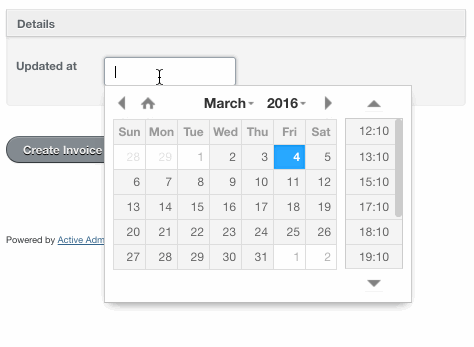 Details
Updated at
March 2016
Sun Mon Tue Wed Thu Fri Sat
28 29 1 2 3 4 5
6 7 8 9 10 11 12
13 14 15 16 17 18 19
20 21 22 23 24 25 26
27 28 29 30 31 1 2
12:10
13:10
15:10
17:10
18:10
19:10
Create Invoice
Powered by Active Adm